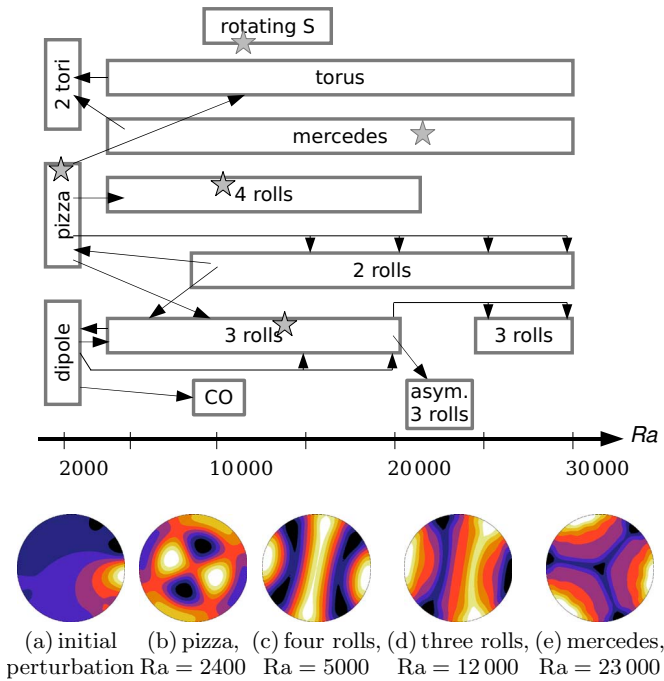 rotating S
2 tori
torus
mercedes
pizza
4 rolls
2 rolls
dipole
3 rolls
3 rolls
CO
asym.
3 rolls
Ra
2000
10 000
20 000
30 000
(a) initial
perturbation
(b) pizza,
Ra = 2400
(c) four rolls,
Ra = 5000
(d) three rolls,
Ra = 12 000
(e) mercedes,
Ra = 23 000